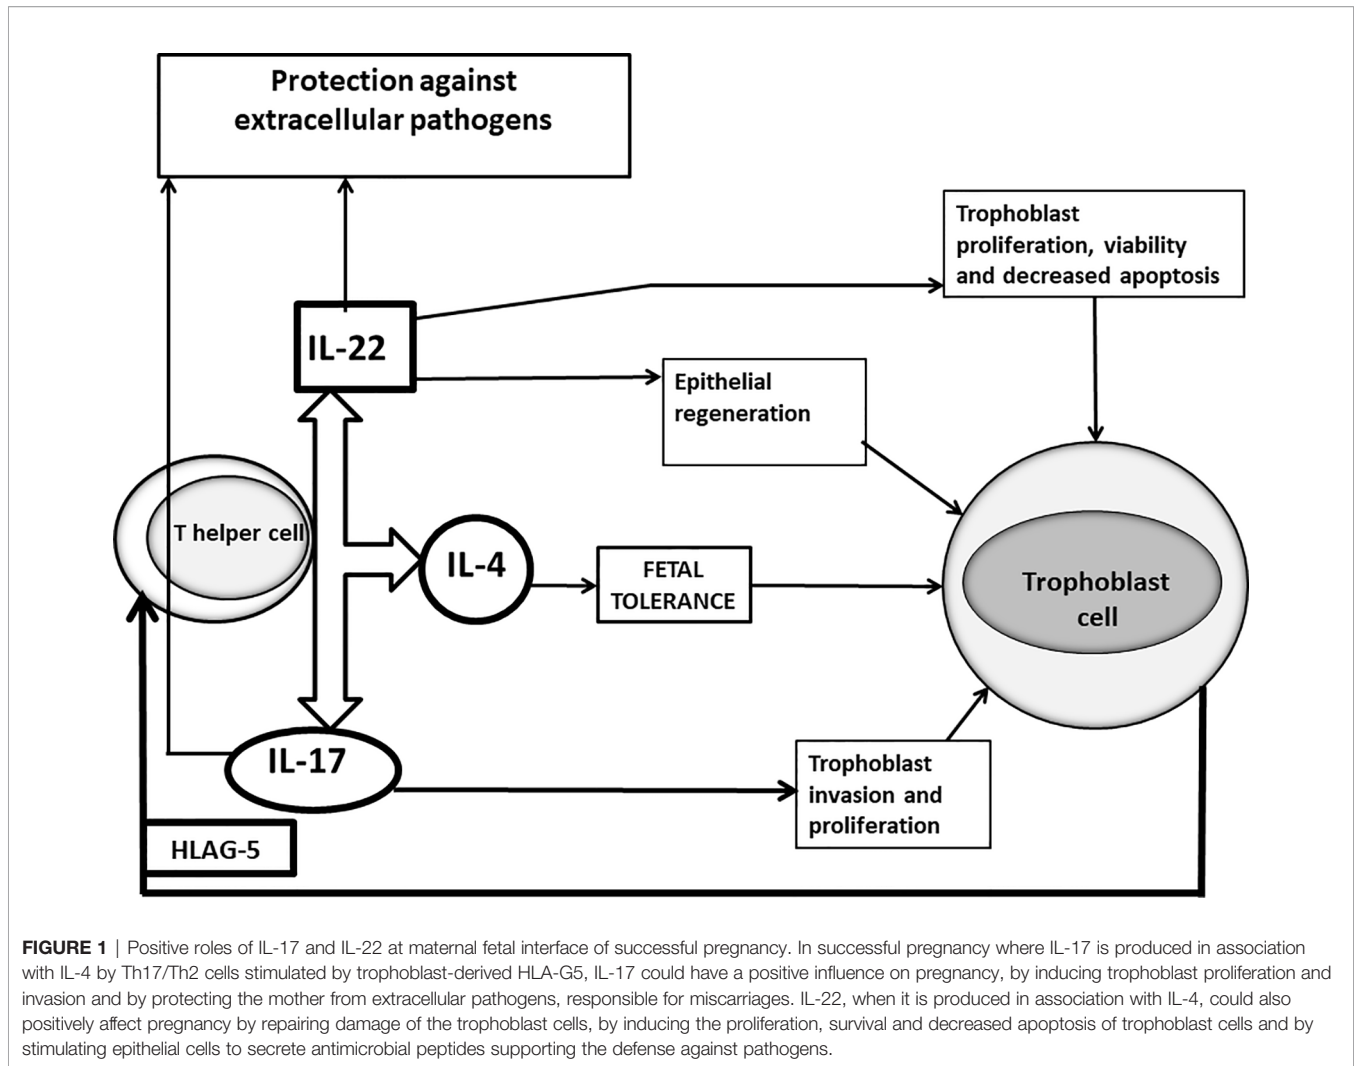 Protection against
extracellular pathogens
Trophoblast
proliferation, viability
and decreased apoptosis
IL-22
Epithelial
regeneration
T helper cell
IL-4
FETAL
TOLERANCE
Trophoblast
cell
IL-17
Trophoblast
invasion and
proliferation
HLAG-5
FIGURE 1 | Positive roles of IL-17 and IL-22 at maternal fetal interface of successful pregnancy. In successful pregnancy where IL-17 is produced in association
with IL-4 by Th17/Th2 cells stimulated by trophoblast-derived HLA-G5, IL-17 could have a positive influence on pregnancy, by inducing trophoblast proliferation and
invasion and by protecting the mother from extracellular pathogens, responsible for miscarriages. IL-22, when it is produced in association with IL-4, could also
positively affect pregnancy by repairing damage of the trophoblast cells, by inducing the proliferation, survival and decreased apoptosis of trophoblast cells and by
stimulating epithelial cells to secrete antimicrobial peptides supporting the defense against pathogens.